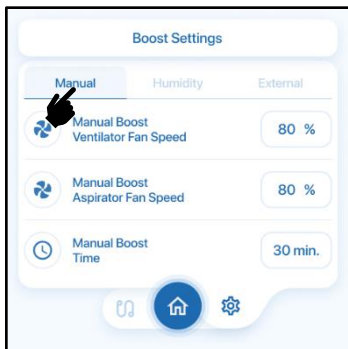 Boost Settings
Manual Humidity External
Manual Boost
Ventilator Fan Speed
80 %
Manual Boost
Aspirator Fan Speed
80 %
Manual Boost
Time
30 min.